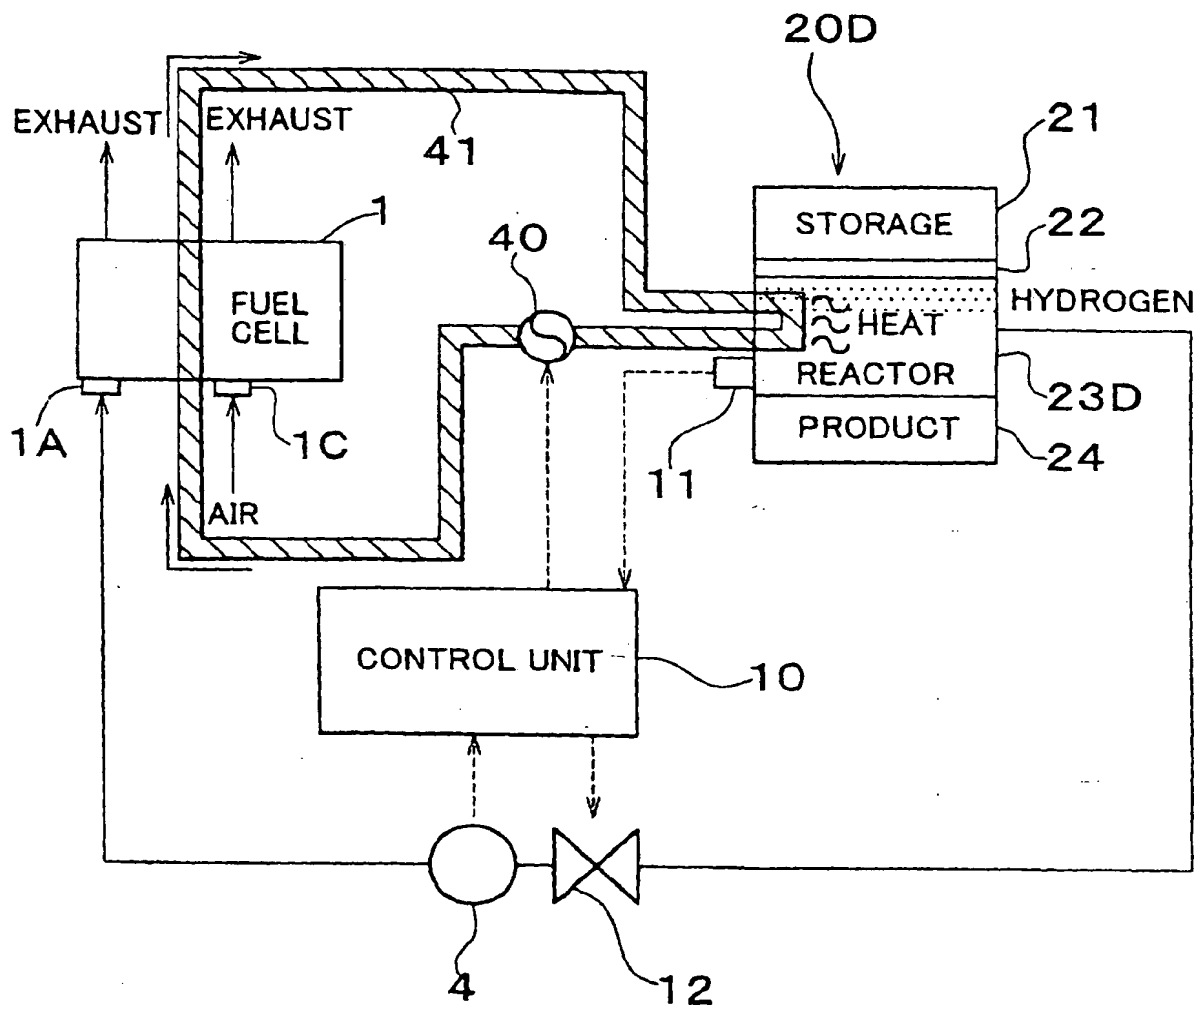 20D
EXHAUST
EXHAUST
41
21
1
STORAGE
22
40
HYDROGEN
FUEL
CELL
HEAT
REACTOR
23D
1A
1C
PRODUCT
11
24
AIR
CONTROL UNIT
10
4
12